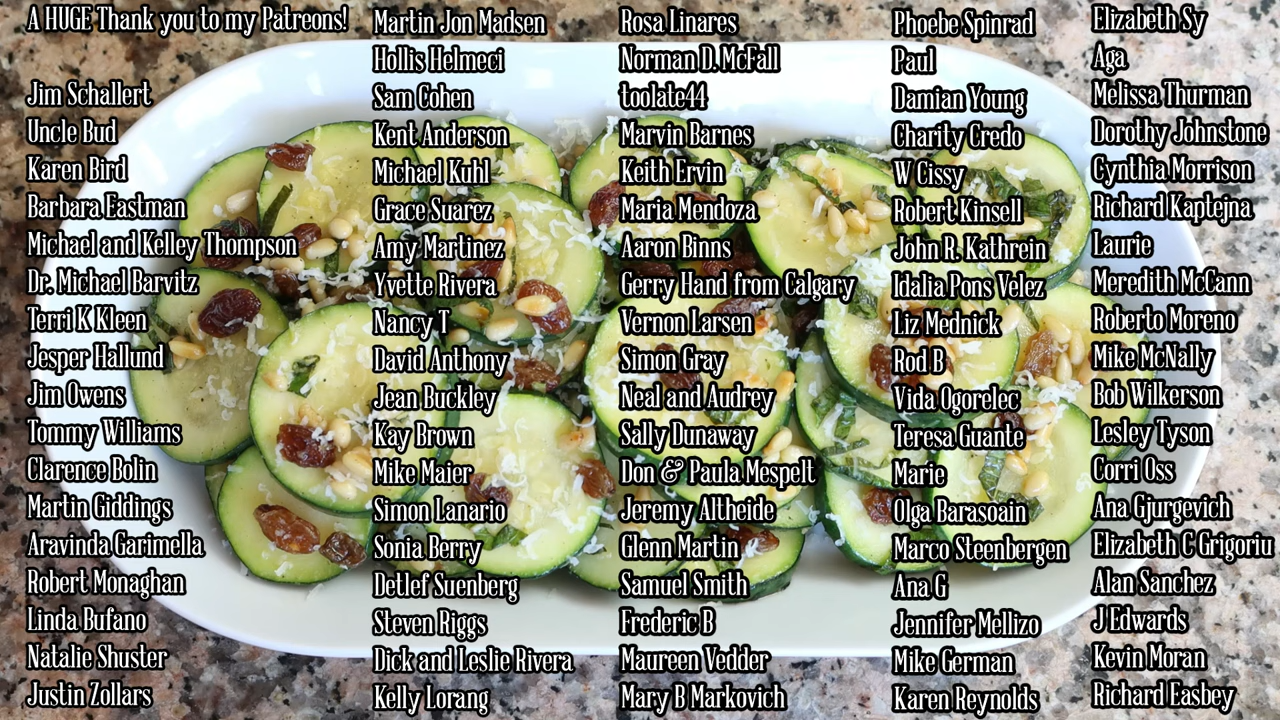 A HUGE Thank you to my Patreons!
Jim Schallert
Uncle Bud
Karen Bird
Barbara Eastman
Michael and Kelley Thompson
Dr. Michael Barvitz
Terri K Kleen
Jesper Hallund
Jim Owens
Tommy Williams
Clarence Bolin
Martin Giddings
Aravinda Garimella
Robert Monaghan
Linda Bufano
Natalie Shuster
Justin Zollars
Martin Jon Madsen
Hollis Helmeci
Sam Cohen
Kent Anderson
Michael Kuhl
Grace Suarez
Amy Martinez
Yvette Rivera
Nancy T
David Anthony
Jean Buckley
Kay Brown
Mike Maier
Simon Lanario
Sonia Berry
Detlef Suenberg
Steven Riggs
Dick and Leslie Rivera
Kelly Lorang
Rosa Linares
Norman D. McFall
toolate44
Marvin Barnes
Keith Ervin
Maria Mendoza
Aaron Binns
Gerry Hand from Calgary
Vernon Larsen
Simon Gray
Neal and Audrey
Sally Dunaway
Don & Paula Mespelt
Jeremy Altheide
Glenn Martin
Samuel Smith
Frederic B
Maureen Vedder
Mary B Markovich
Phoebe Spinrad
Paul
Damian Young
Charity Credo
W Cissy
Robert Kinsell
John R. Kathrein
Idalia Pons Velez
Liz Mednick
Rod B
Vida Ogorelec
Teresa Guante
Marie
Olga Barasoain
Marco Steenbergen
Ana G
Jennifer Mellizo
Mike German
Karen Reynolds
Elizabeth Sy
Aga
Melissa Thurman
Dorothy Johnstone
Cynthia Morrison
Richard Kaptejna
Laurie
Meredith McCann
Roberto Moreno
Mike McNally
Bob Wilkerson
Lesley Tyson
Corri Oss
Ana Gjurgevich
Elizabeth C Grigoriu
Alan Sanchez
J Edwards
Kevin Moran
Richard Easbey